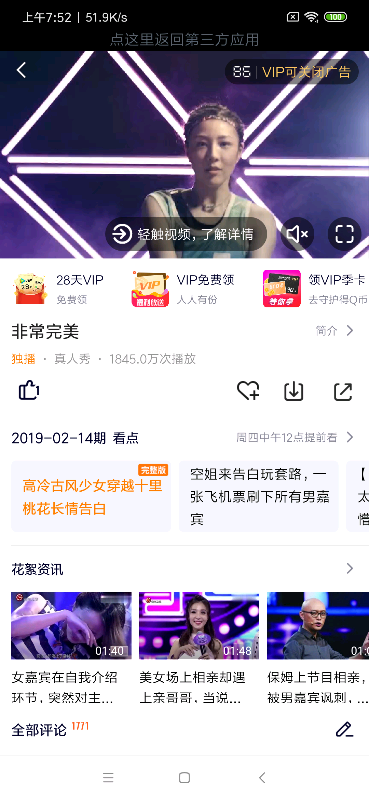 上午7:52 | 51.9K/s
100
点这里返回第三方应用
86 | VIP可关闭广告
轻触视频，了解详情
28天VIP
免费领
VIP
福利放送
VIP免费领
人人有份
等你拿
领VIP季卡
去守护得Q币
非常完美
简介
独播 · 真人秀 · 1845.0万次播放
1
2019-02-14期 看点
周四中午12点提前看
完整版
高冷古风少女穿越十里
桃花长情告白
空姐来告白玩套路，一
张飞机票刷下所有男嘉
宾
【
太
惜
花絮资讯
01:40
01:48
01:0
女嘉宾在自我介绍
环节，突然对主...
美女场上相亲却遇
上亲哥哥，当说...
保姆上节目相亲，
被男嘉宾讽刺，...
全部评论 1771